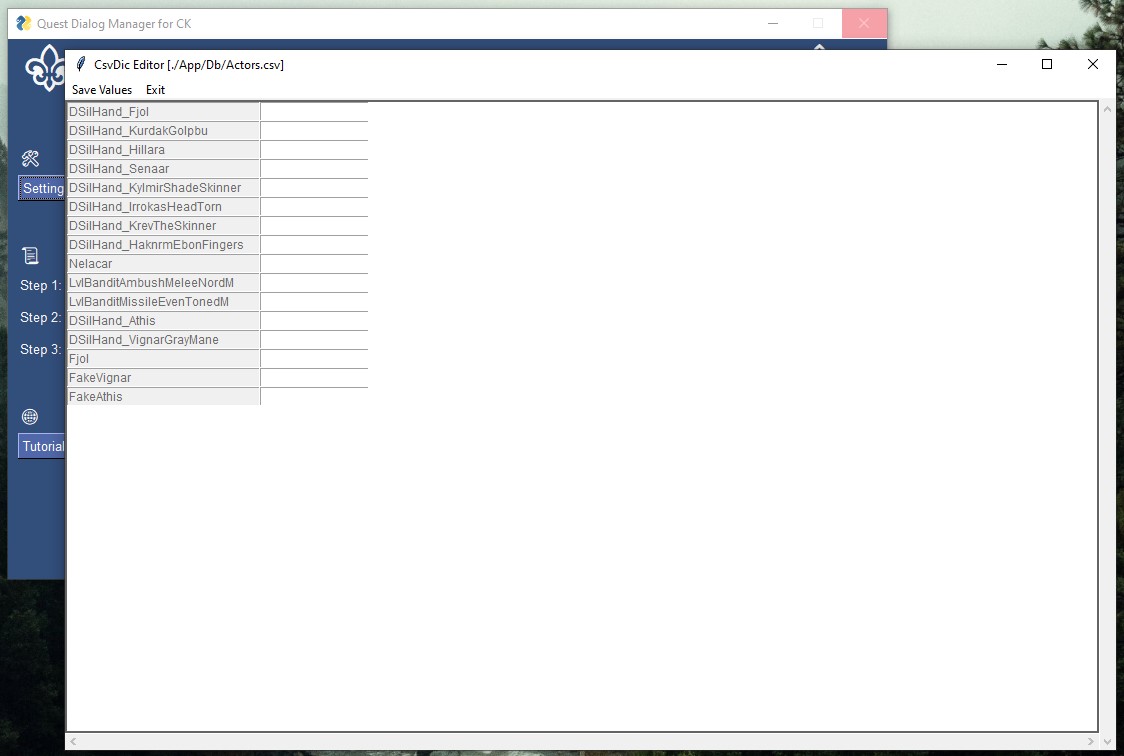 Quest Dialog Manager for CK
CsvDic Editor [./App/Db/Actors.csv]
Save Values Exit
DSilHand_Fjol
DSilHand_KurdakGolpbu
DSilHand_Hillara
DSilHand_Senaar
DSilHand_KylmirShadeSkinner
DSilHand_IrrokasHeadTorn
DSilHand_KrevTheSkinner
DSilHand_HaknrmEbonFingers
Nelacar
LvlBanditAmbushMeleeNordM
LvlBanditMissileEvenTonedM
DSilHand_Athis
DSilHand_VignarGrayMane
Fjol
FakeVignar
FakeAthis
Setting
Step 1:
Step 2:
Step 3:
Tutorial